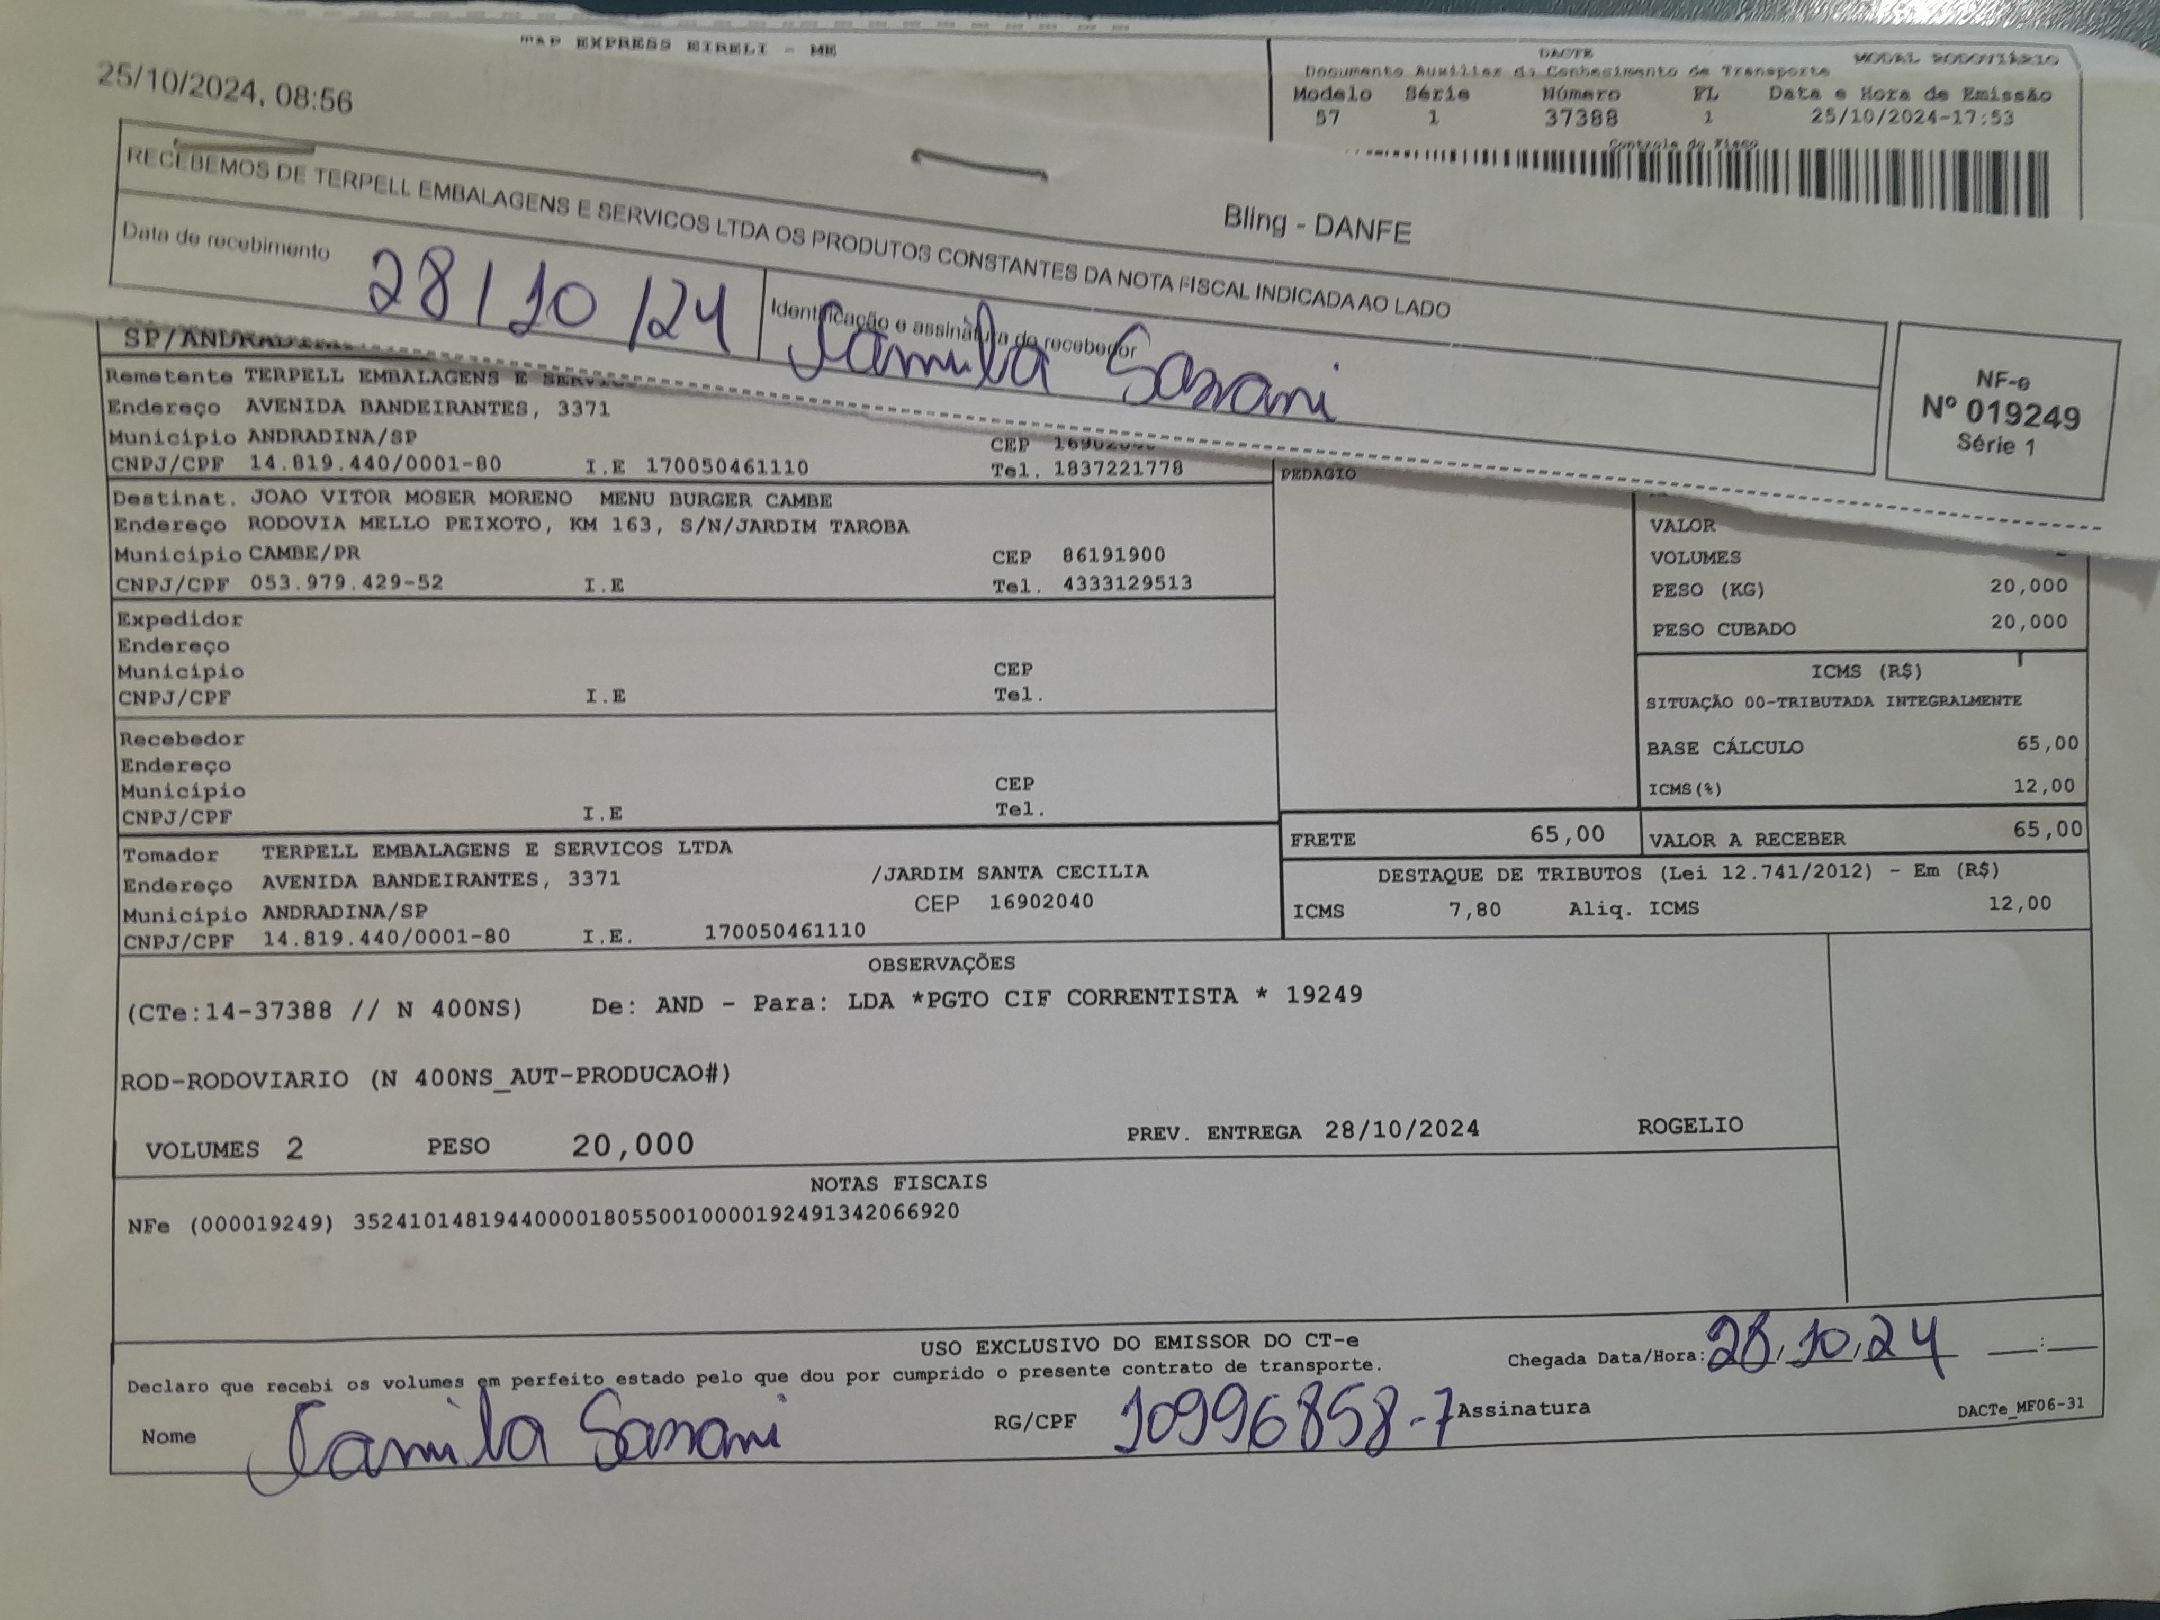 EXPRESS EIRELI - ME
DACTE
MODAL RODOVIÁRIO
Documento Auxiliar do Conhecimento de Transporte
Modelo Série Número FL Data e Hora de Emissão
57 1 37388 1 25/10/2024-17:53
Controle do Fisco
25/10/2024, 08:56
Bling - DANFE
RECEBEMOS DE TERPELL EMBALAGENS E SERVICOS LTDA OS PRODUTOS CONSTANTES DA NOTA FISCAL INDICADA AO LADO
Data de recebimento 28/10/24
Identificação e assinatura do recebedor
NF-e
Nº 019249
Série 1
Remetente TERPELL EMBALAGENS E
Endereço AVENIDA BANDEIRANTES, 3371
Município ANDRADINA/SP CEP
CNPJ/CPF 14.819.440/0001-80 I.E 170050461110 Tel. 1837221778
PEDAGIO
Destinat. JOAO VITOR MOSER MORENO MENU BURGER CAMBE
Endereço RODOVIA MELLO PEIXOTO, KM 163, S/N/JARDIM TAROBA
Município CAMBE/PR CEP 86191900
CNPJ/CPF 053.979.429-52 I.E Tel. 4333129513
VALOR
VOLUMES
PESO (KG) 20,000
PESO CUBADO 20,000
Expedidor
Endereço
Município CEP
CNPJ/CPF I.E Tel.
ICMS (R$)
SITUAÇÃO 00-TRIBUTADA INTEGRALMENTE
BASE CÁLCULO 65,00
ICMS(%) 12,00
Recebedor
Endereço
Município CEP
CNPJ/CPF I.E Tel.
FRETE 65,00 VALOR A RECEBER 65,00
Tomador TERPELL EMBALAGENS E SERVICOS LTDA
Endereço AVENIDA BANDEIRANTES, 3371 /JARDIM SANTA CECILIA
Município ANDRADINA/SP CEP 16902040
CNPJ/CPF 14.819.440/0001-80 I.E. 170050461110
DESTAQUE DE TRIBUTOS (Lei 12.741/2012) - Em (R$)
ICMS 7,80 Aliq. ICMS 12,00
OBSERVAÇÕES
(CTe:14-37388 // N 400NS) De: AND - Para: LDA *PGTO CIF CORRENTISTA * 19249
ROD-RODOVIARIO (N 400NS_AUT-PRODUCAO#)
VOLUMES 2 PESO 20,000 PREV. ENTREGA 28/10/2024 ROGELIO
NOTAS FISCAIS
NFe (000019249) 35241014819440000180550010000192491342066920
USO EXCLUSIVO DO EMISSOR DO CT-e
Declaro que recebi os volumes em perfeito estado pelo que dou por cumprido o presente contrato de transporte.
Chegada Data/Hora: 28/10/24 __:__
Nome RG/CPF 10996858-7 Assinatura
DACTe_MF06-31